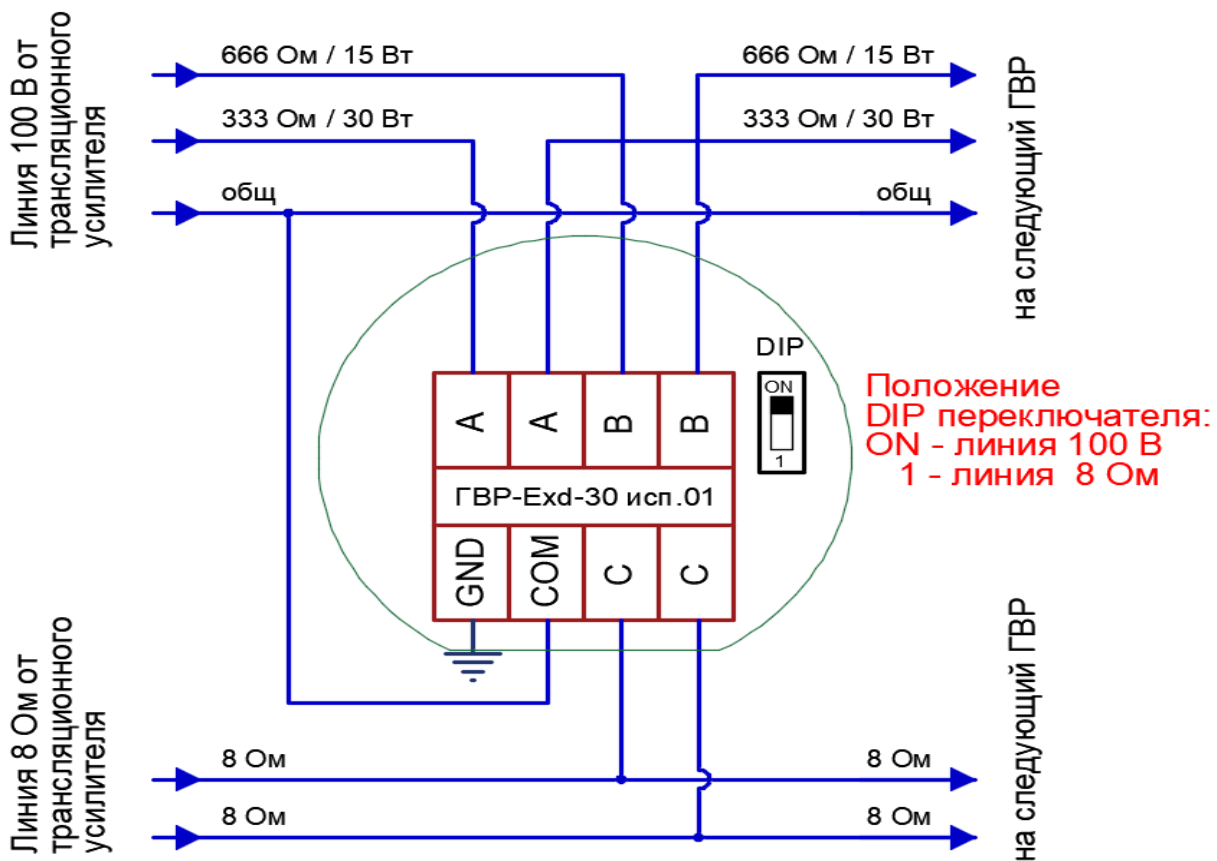 Линия 100 В от
трансляционного
усилителя
666 Ом / 15 Вт
666 Ом / 15 Вт
333 Ом / 30 Вт
333 Ом / 30 Вт
общ
общ
на следующий ГВР
DIP
ON
1
Положение
DIP переключателя:
ON - линия 100 В
1 - линия 8 Ом
A
A
B
B
ГВР-Exd-30 исп.01
GND
COM
C
C
Линия 8 Ом от
трансляционного
усилителя
8 Ом
8 Ом
8 Ом
8 Ом
на следующий ГВР